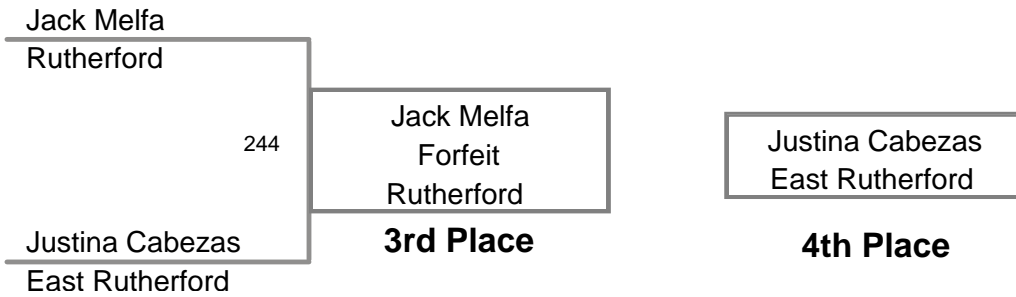 Jack Melfa
Rutherford
244
Justina Cabezas
East Rutherford
Jack Melfa
Forfeit
Rutherford
3rd Place
Justina Cabezas
East Rutherford
4th Place